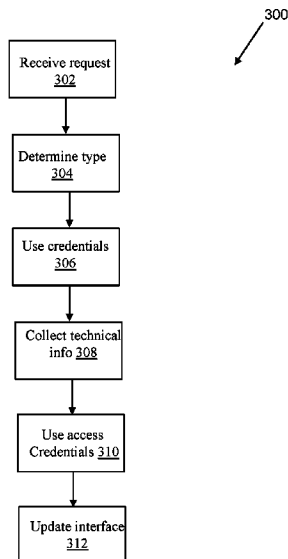 300
Receive request
302
Determine type
304
Use credentials
306
Collect technical
info 308
Use access
Credentials 310
Update interface
312